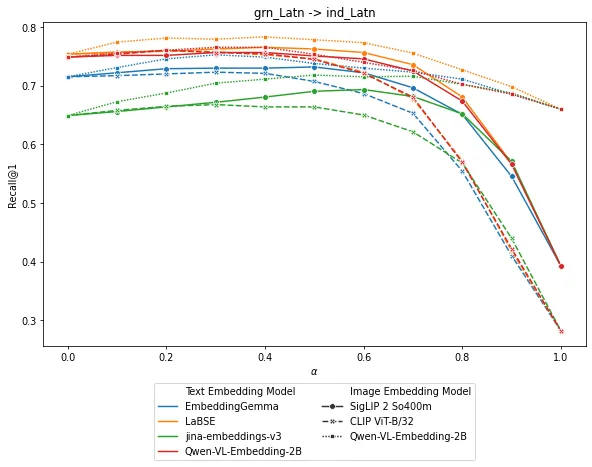 grn_Latn -> ind_Latn
Recall@1
0.8
0.7
0.6
0.5
0.4
0.3
0.0 0.2 0.4 0.6 0.8 1.0
α
Text Embedding Model
EmbeddingGemma
LaBSE
jina-embeddings-v3
Qwen-VL-Embedding-2B
Image Embedding Model
SigLIP 2 So400m
CLIP ViT-B/32
Qwen-VL-Embedding-2B